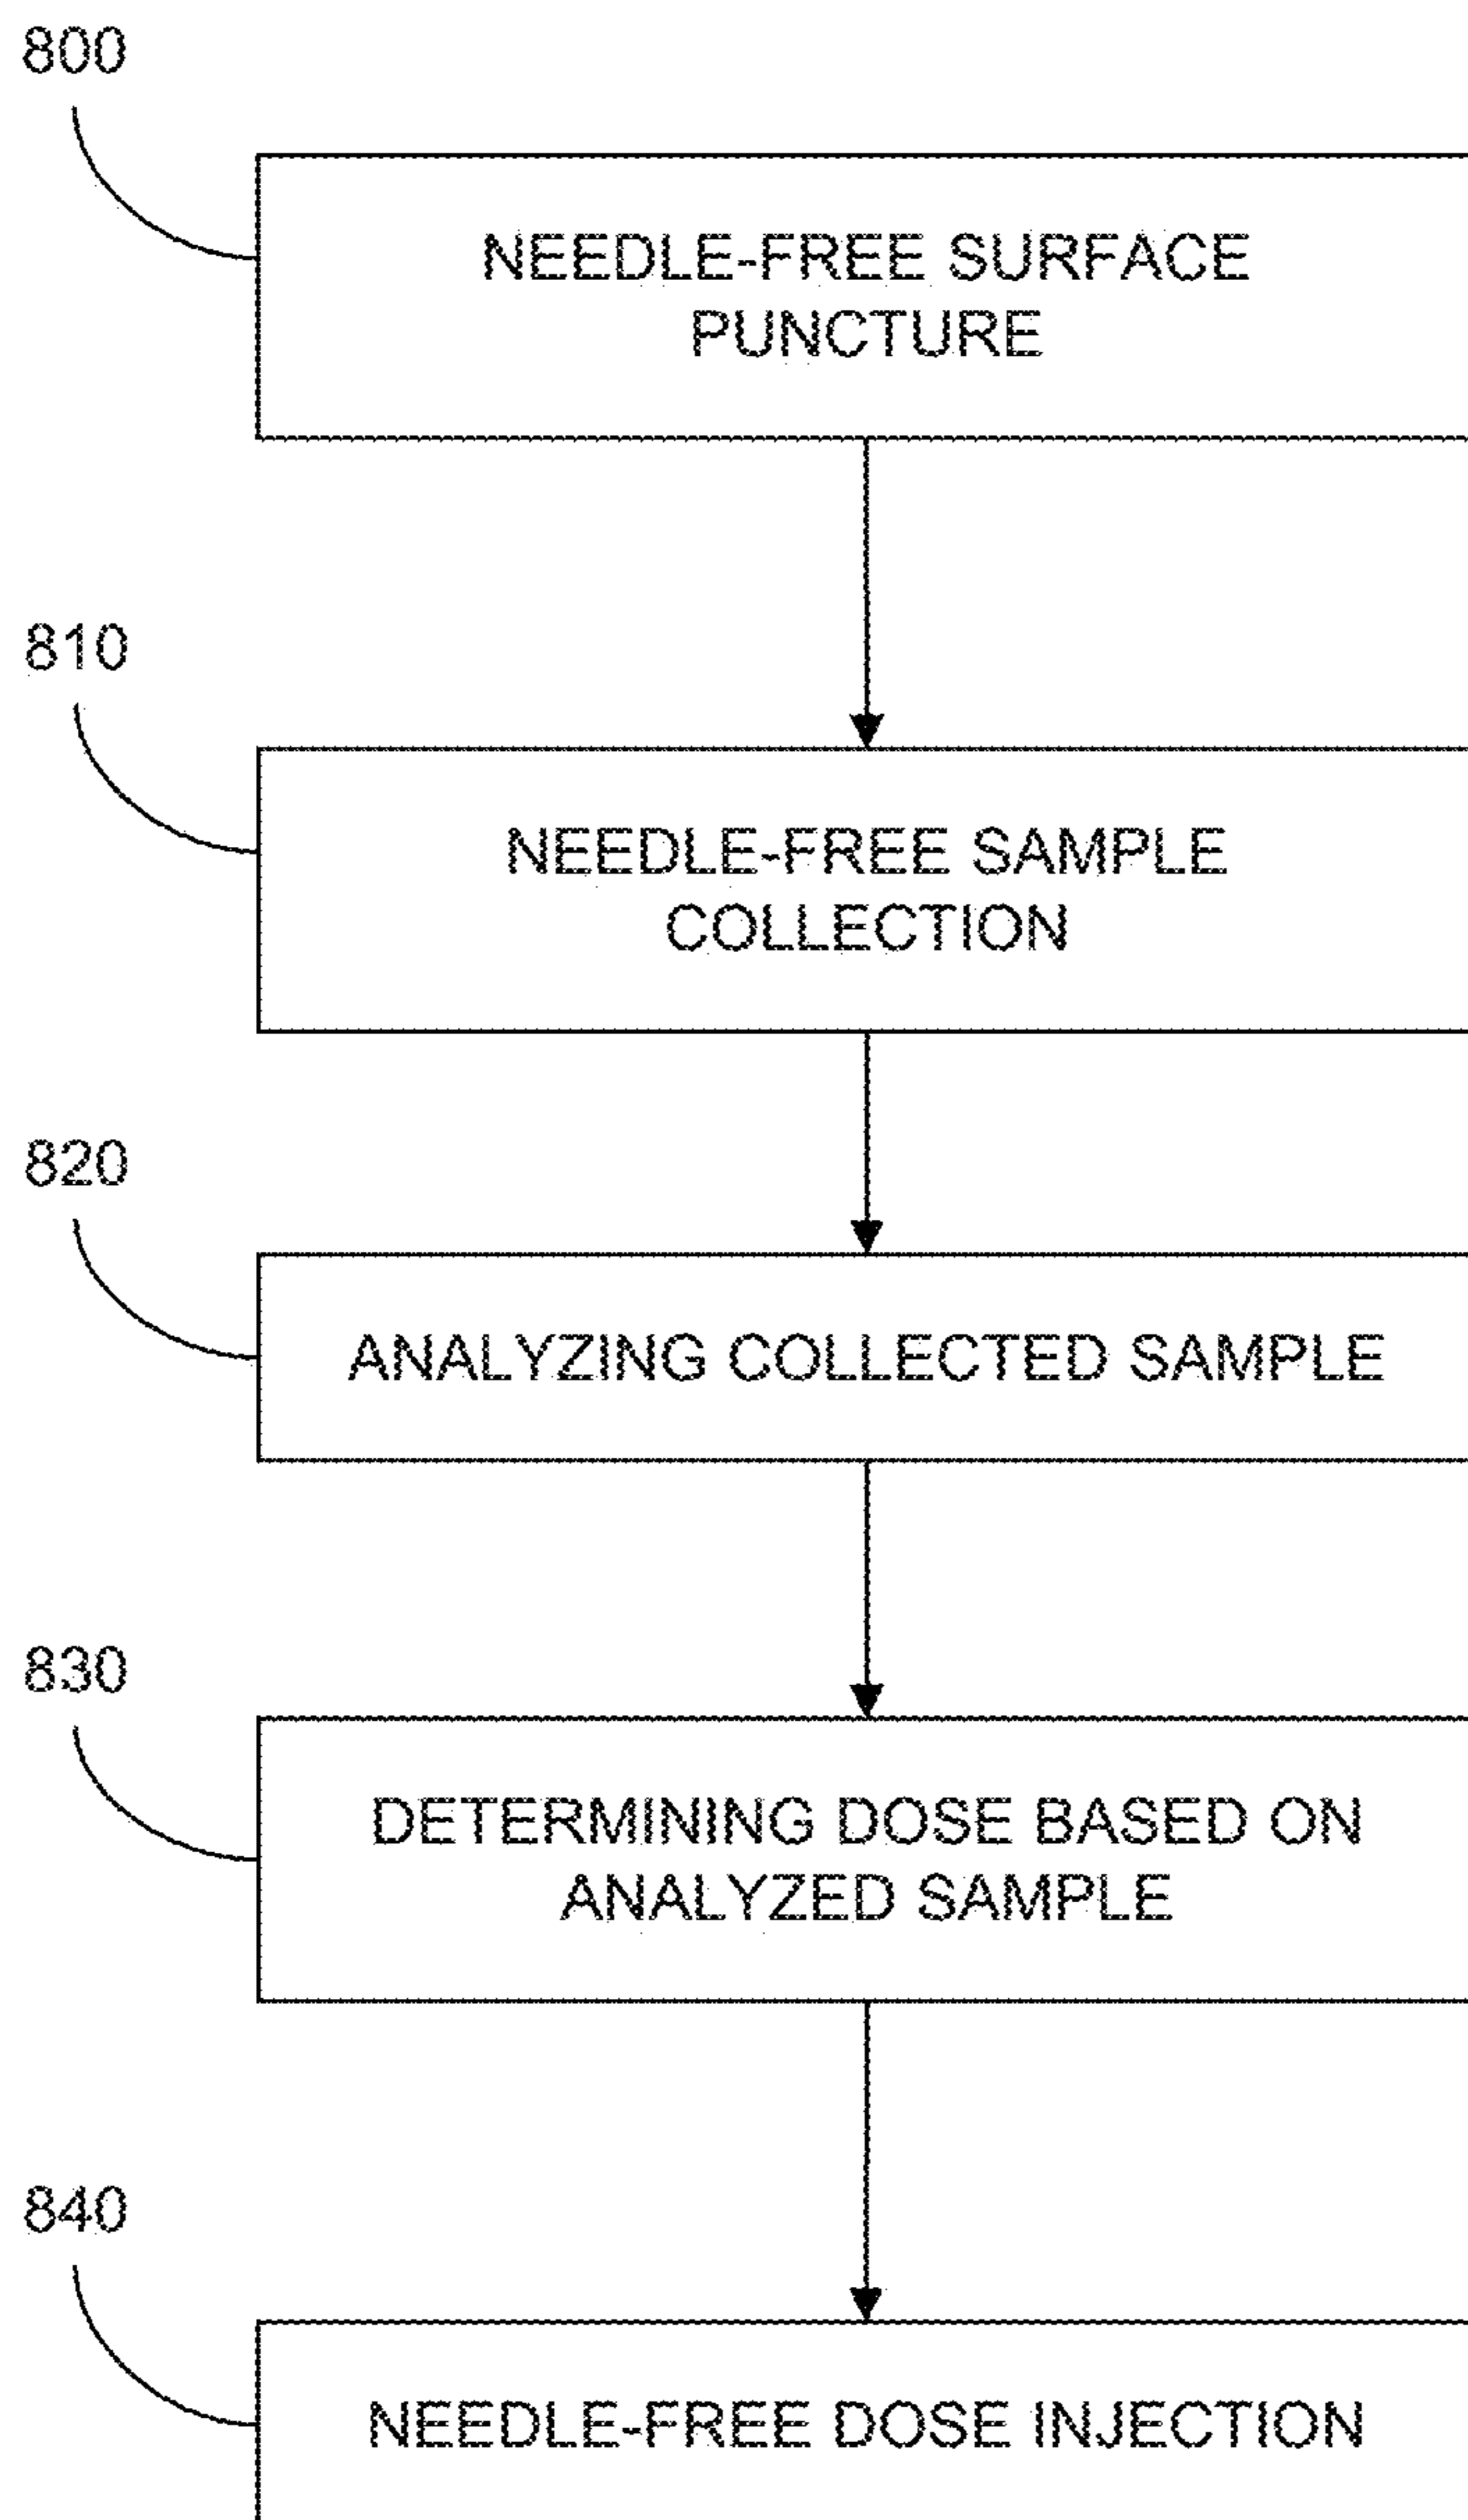 800
NEEDLE-FREE SURFACE
PUNCTURE
810
NEEDLE-FREE SAMPLE
COLLECTION
820
ANALYZING COLLECTED SAMPLE
830
DETERMINING DOSE BASED ON
ANALYZED SAMPLE
840
NEEDLE-FREE DOSE INJECTION